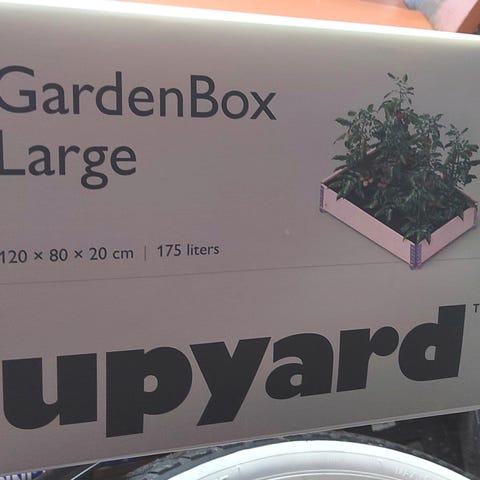 GardenBox
Large
120 × 80 × 20 cm | 175 liters
upyard